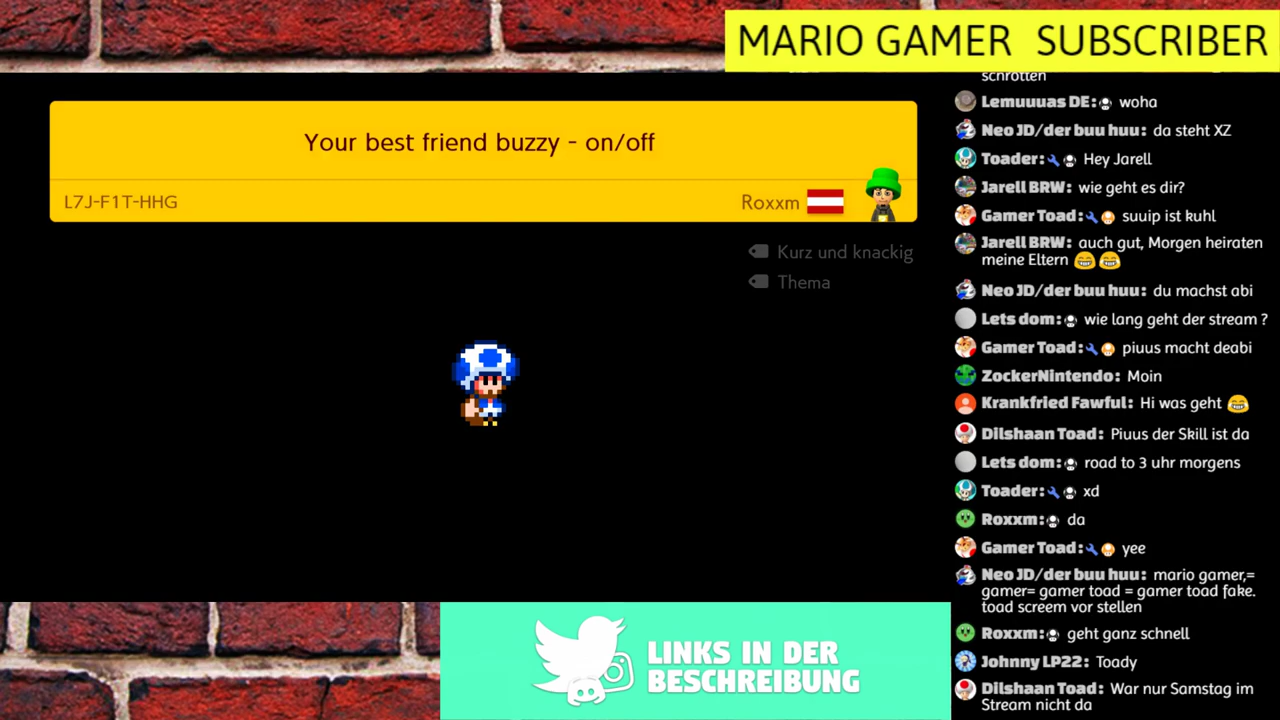 MARIO GAMER SUBSCRIBER
Your best friend buzzy - on/off
L7J-F1T-HHG
Roxxm
Kurz und knackig
Thema
schrotten
Lemuuuas DE: woha
Neo JD/der buu huu: da steht XZ
Toader: Hey Jarell
Jarell BRW: wie geht es dir?
Gamer Toad: suuip ist kuhl
Jarell BRW: auch gut, Morgen heiraten
meine Eltern 😁😁
Neo JD/der buu huu: du machst abi
Lets dom: wie lang geht der stream ?
Gamer Toad: piuus macht deabi
ZockerNintendo: Moin
Krankfried Fawful: Hi was geht 😁
Dilshaan Toad: Piuus der Skill ist da
Lets dom: road to 3 uhr morgens
Toader: xd
Roxxm: da
Gamer Toad: yee
Neo JD/der buu huu: mario gamer,=
gamer= gamer toad = gamer toad fake.
toad screem vor stellen
Roxxm: geht ganz schnell
Johnny LP22: Toady
Dilshaan Toad: War nur Samstag im
Stream nicht da
LINKS IN DER
BESCHREIBUNG